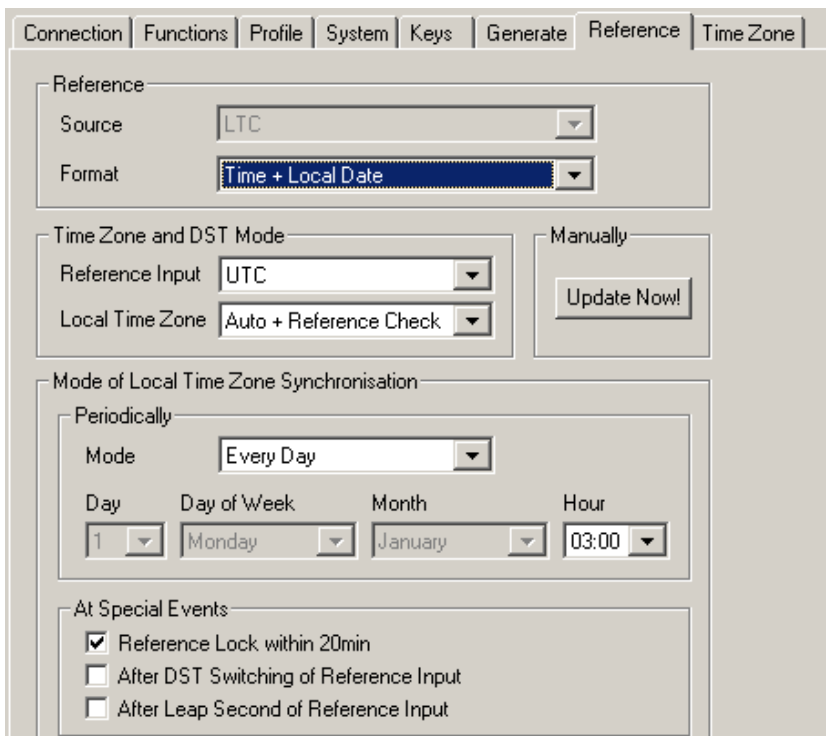 Connection Functions Profile System Keys Generate Reference Time Zone
Reference
Source LTC
Format Time + Local Date
Time Zone and DST Mode Manually
Reference Input UTC
Update Now!
Local Time Zone Auto + Reference Check
Mode of Local Time Zone Synchronisation
Periodically
Mode Every Day
Day Day of Week Month Hour
1 Monday January 03:00
At Special Events
Reference Lock within 20min
After DST Switching of Reference Input
After Leap Second of Reference Input